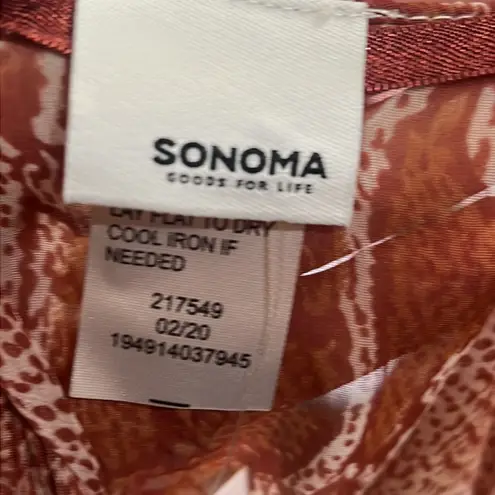 SONOMA
GOODS FOR LIFE
LAY FLAT TO DRY
COOL IRON IF
NEEDED
217549
02/20
194914037945